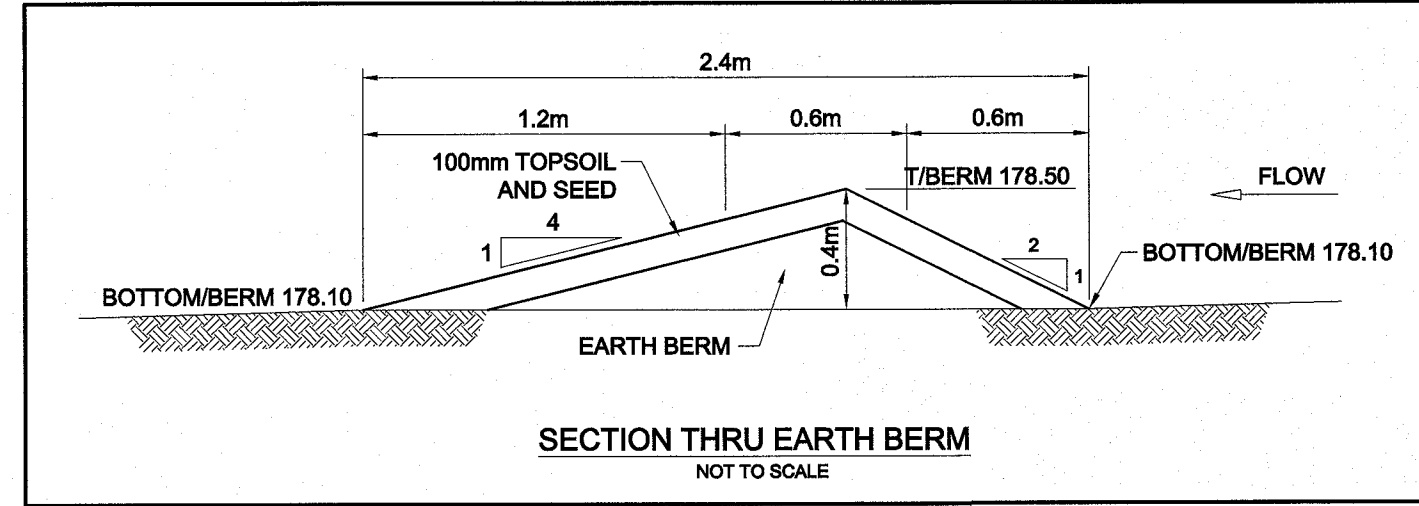 2.4m
1.2m
0.6m
0.6m
100mm TOPSOIL
AND SEED
T/BERM 178.50
FLOW
4
1
0.4m
2
1
BOTTOM/BERM 178.10
BOTTOM/BERM 178.10
EARTH BERM
SECTION THRU EARTH BERM
NOT TO SCALE